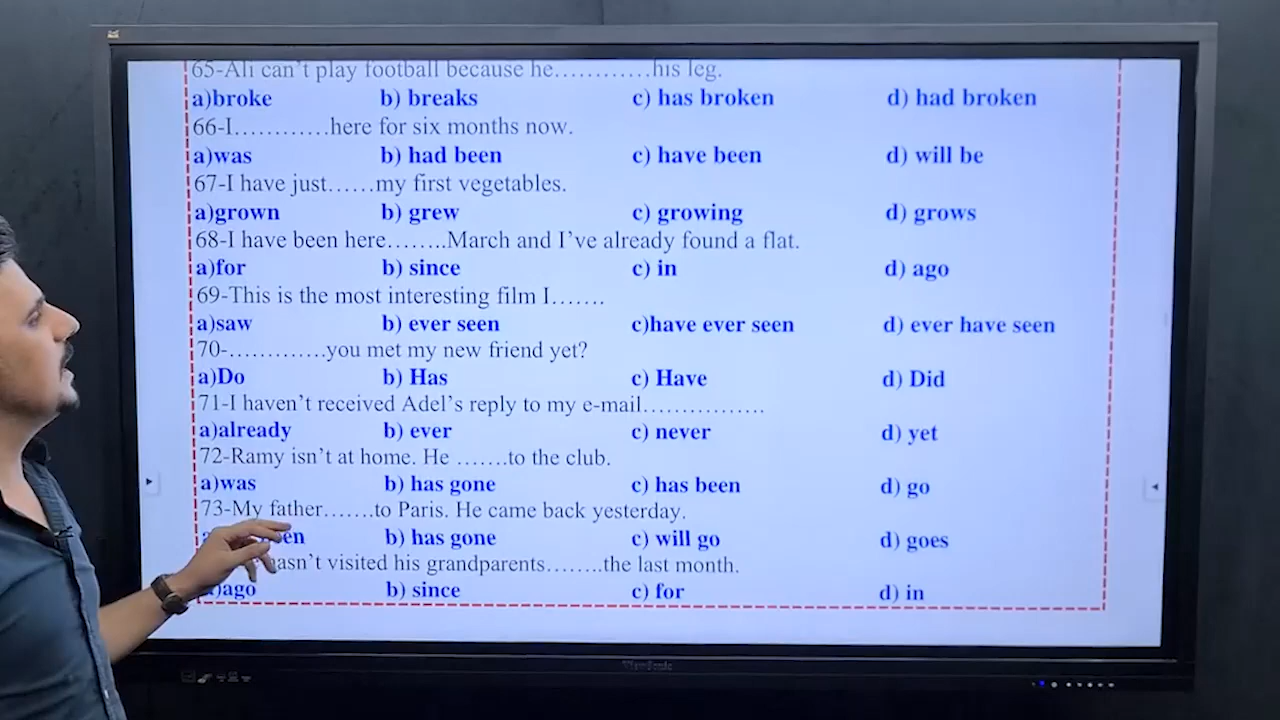 65-Ali can't play football because he............his leg.
a)broke b) breaks c) has broken d) had broken
66-I............here for six months now.
a)was b) had been c) have been d) will be
67-I have just......my first vegetables.
a)grown b) grew c) growing d) grows
68-I have been here........March and I've already found a flat.
a)for b) since c) in d) ago
69-This is the most interesting film I.......
a)saw b) ever seen c)have ever seen d) ever have seen
70-.............you met my new friend yet?
a)Do b) Has c) Have d) Did
71-I haven't received Adel's reply to my e-mail................
a)already b) ever c) never d) yet
72-Ramy isn't at home. He .......to the club.
a)was b) has gone c) has been d) go
73-My father.......to Paris. He came back yesterday.
b) has gone c) will go d) goes
hasn't visited his grandparents........the last month.
a)ago b) since c) for d) in
ViewSonic